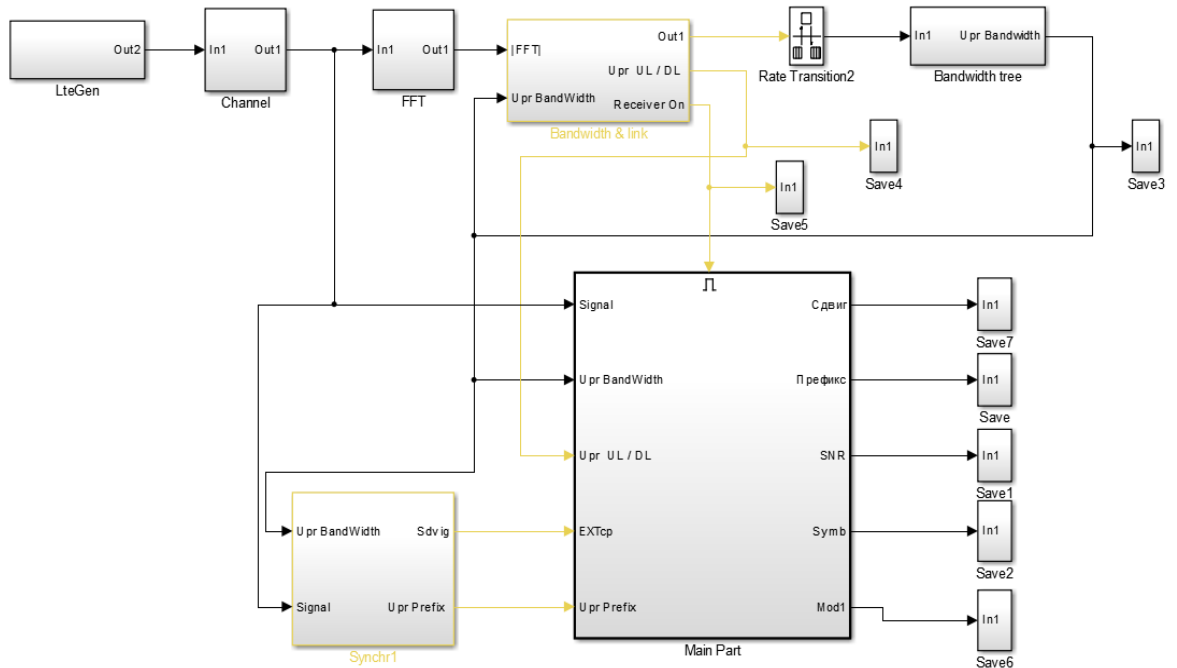 Out2
LteGen
In1
Out1
Channel
In1
Out1
FFT
|FFT|
Upr BandWidth
Out1
Upr UL / DL
Receiver On
Bandwidth & link
Rate Transition2
In1
Upr Bandwidth
Bandwidth tree
In1
Save4
In1
Save3
In1
Save5
Signal
Upr BandWidth
Upr UL / DL
EXTcp
Upr Prefix
Сдвиг
Префикс
SNR
Symb
Mod1
Main Part
In1
Save7
In1
Save
In1
Save1
In1
Save2
In1
Save6
Upr BandWidth
Signal
Sdvig
Upr Prefix
Synchr1